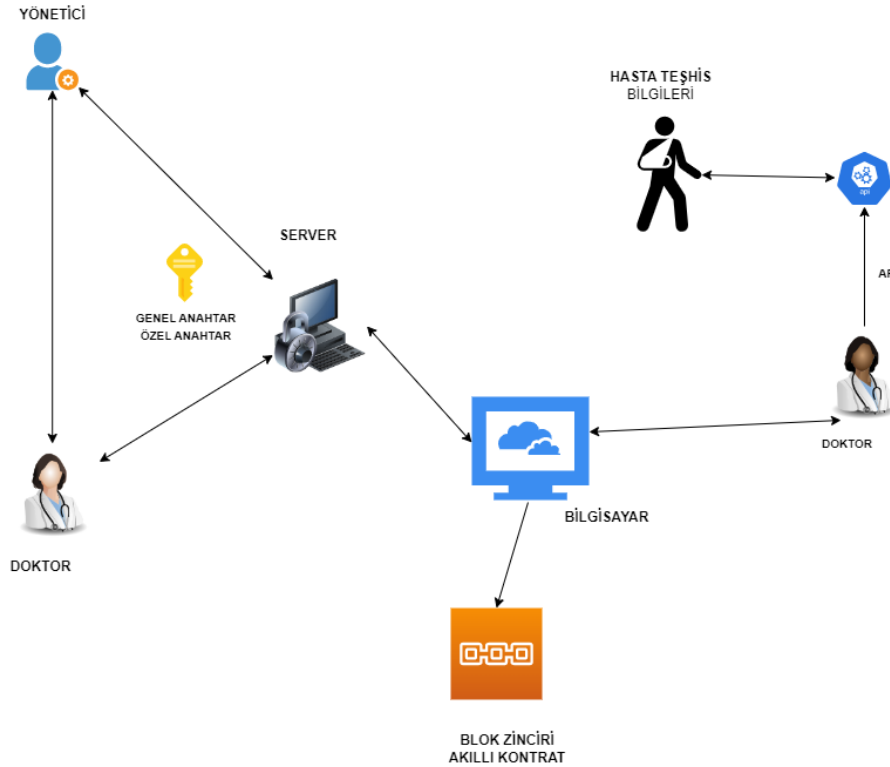 YÖNETİCİ
HASTA TEŞHİS
BİLGİLERİ
api
SERVER
GENEL ANAHTAR
ÖZEL ANAHTAR
DOKTOR
BİLGİSAYAR
DOKTOR
BLOK ZİNCİRİ
AKILLI KONTRAT